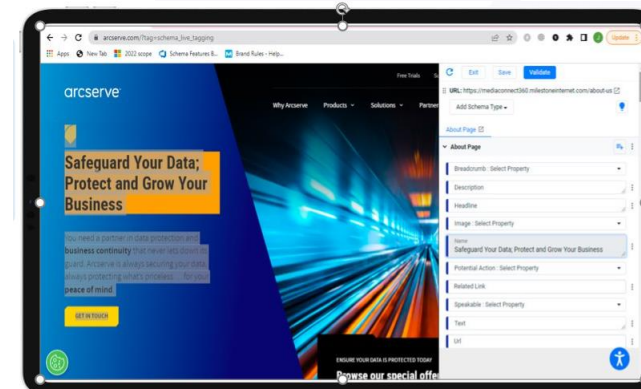 arcserve.com/?tag=schema_live_tagging
Update
Apps
New Tab
2022 scope
Schema Features B...
Brand Rules - Help...
arcserve
Free Trials
Why Arcserve
Products
Solutions
Partner
Safeguard Your Data;
Protect and Grow Your
Business
You need a partner in data protection and
business continuity that never lets down its
guard. Arcserve is always securing your data,
always protecting what's priceless ... for your
peace of mind.
GET IN TOUCH
ENSURE YOUR DATA IS PROTECTED TODAY
Browse our special offe
Exit
Save
Validate
URL: https://mediaconnect360.milestoneinternet.com/about-us
Add Schema Type
About Page
About Page
Breadcrumb : Select Property
Description
Headline
Image : Select Property
Name
Safeguard Your Data; Protect and Grow Your Business
Potential Action : Select Property
Related Link
Speakable : Select Property
Text
Url